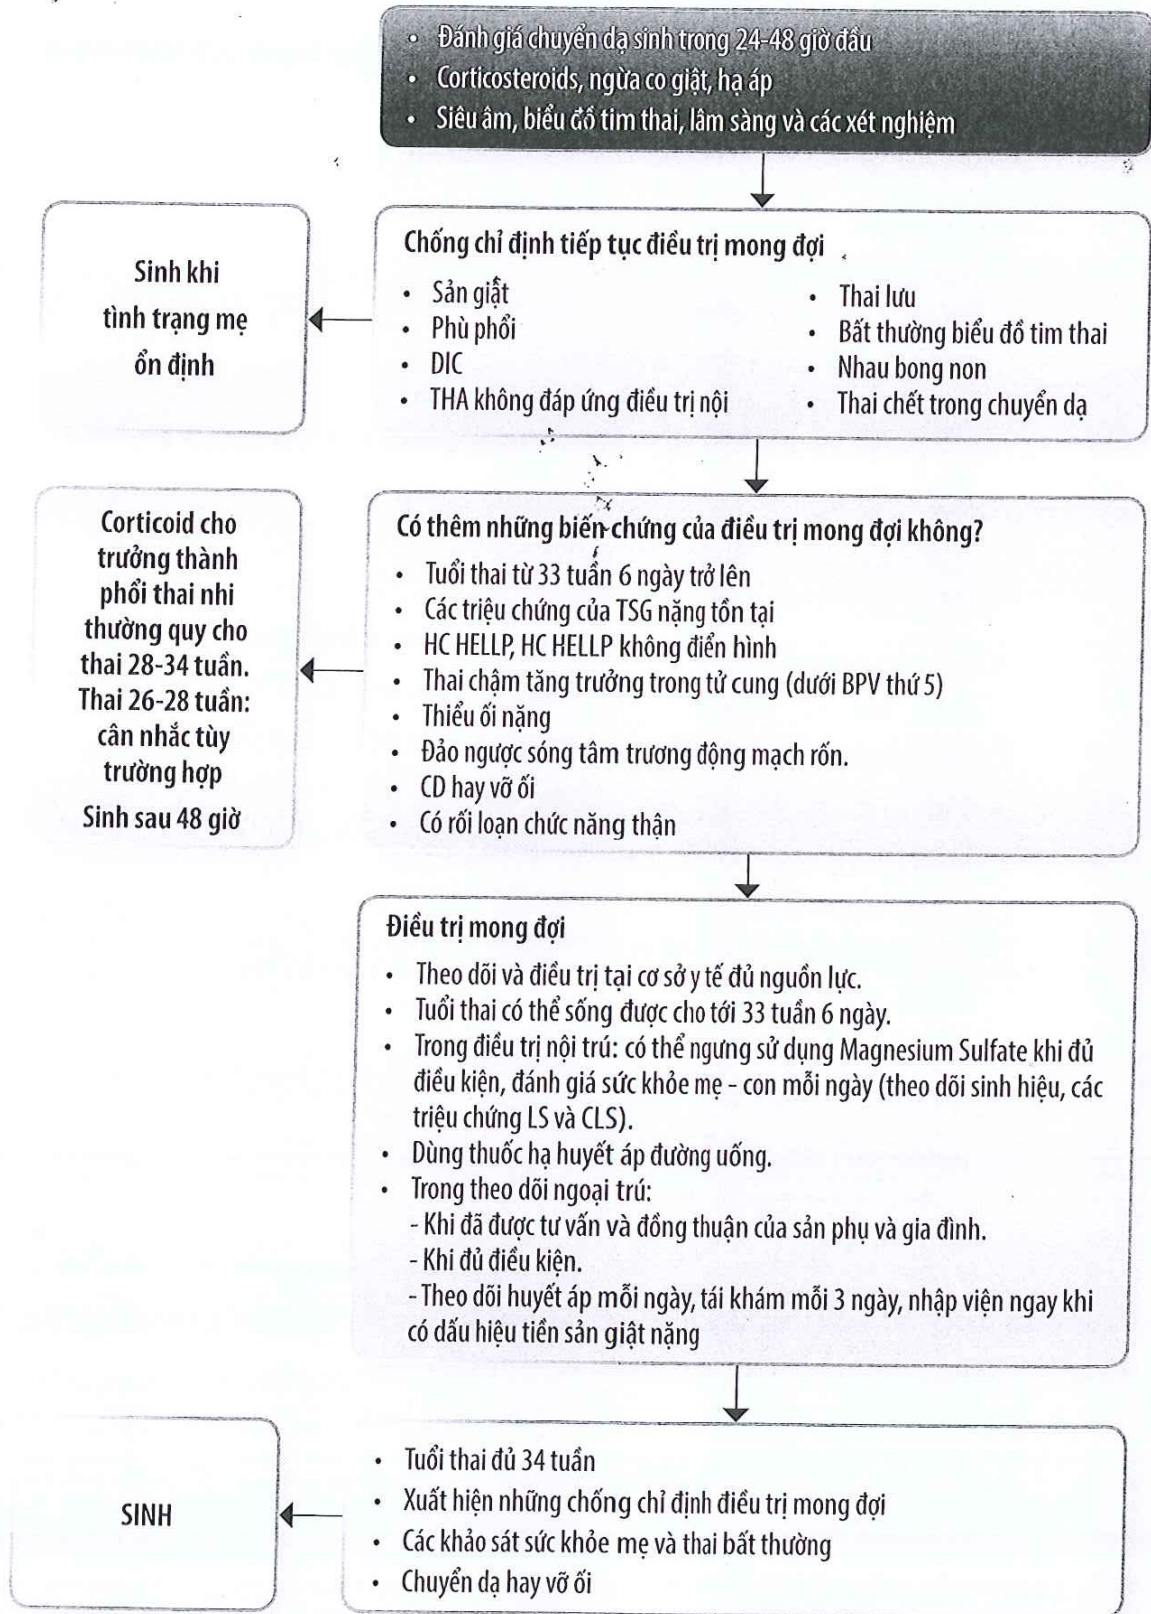 • Đánh giá chuyển dạ sinh trong 24-48 giờ đầu
• Corticosteroids, ngừa co giật, hạ áp
• Siêu âm, biểu đồ tim thai, lâm sàng và các xét nghiệm
Sinh khi
tình trạng mẹ
ổn định
Chống chỉ định tiếp tục điều trị mong đợi
• Sản giật
• Phù phổi
• DIC
• THA không đáp ứng điều trị nội
• Thai lưu
• Bất thường biểu đồ tim thai
• Nhau bong non
• Thai chết trong chuyển dạ
Corticoid cho
trưởng thành
phổi thai nhi
thường quy cho
thai 28-34 tuần.
Thai 26-28 tuần:
cân nhắc tùy
trường hợp
Sinh sau 48 giờ
Có thêm những biến chứng của điều trị mong đợi không?
• Tuổi thai từ 33 tuần 6 ngày trở lên
• Các triệu chứng của TSG nặng tồn tại
• HC HELLP, HC HELLP không điển hình
• Thai chậm tăng trưởng trong tử cung (dưới BPV thứ 5)
• Thiểu ối nặng
• Đảo ngược sóng tâm trương động mạch rốn.
• CD hay vỡ ối
• Có rối loạn chức năng thận
Điều trị mong đợi
• Theo dõi và điều trị tại cơ sở y tế đủ nguồn lực.
• Tuổi thai có thể sống được cho tới 33 tuần 6 ngày.
• Trong điều trị nội trú: có thể ngưng sử dụng Magnesium Sulfate khi đủ
điều kiện, đánh giá sức khỏe mẹ - con mỗi ngày (theo dõi sinh hiệu, các
triệu chứng LS và CLS).
• Dùng thuốc hạ huyết áp đường uống.
• Trong theo dõi ngoại trú:
- Khi đã được tư vấn và đồng thuận của sản phụ và gia đình.
- Khi đủ điều kiện.
- Theo dõi huyết áp mỗi ngày, tái khám mỗi 3 ngày, nhập viện ngay khi
có dấu hiệu tiền sản giật nặng
SINH
• Tuổi thai đủ 34 tuần
• Xuất hiện những chống chỉ định điều trị mong đợi
• Các khảo sát sức khỏe mẹ và thai bất thường
• Chuyển dạ hay vỡ ối